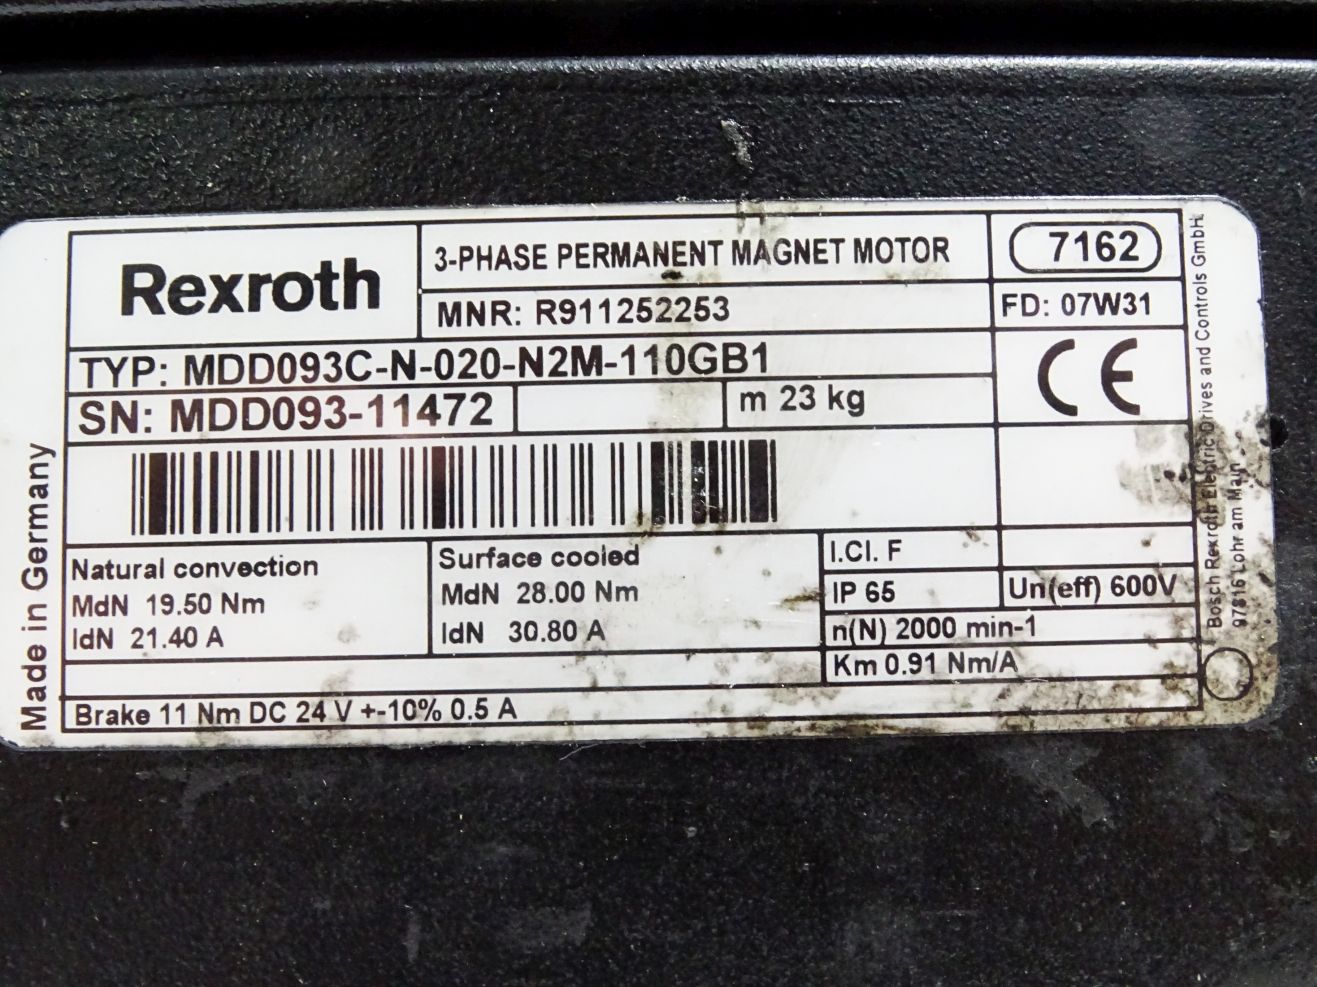 Rexroth
3-PHASE PERMANENT MAGNET MOTOR
7162
MNR: R911252253
FD: 07W31
TYP: MDD093C-N-020-N2M-110GB1
CE
SN: MDD093-11472
m 23 kg
Natural convection
MdN 19.50 Nm
IdN 21.40 A
Surface cooled
MdN 28.00 Nm
IdN 30.80 A
I.Cl. F
IP 65
Un(eff) 600V
n(N) 2000 min-1
Km 0.91 Nm/A
Brake 11 Nm DC 24 V +-10% 0.5 A
Made in Germany
Bosch Rexroth Electric Drives and Controls GmbH
97816 Lohr am Main